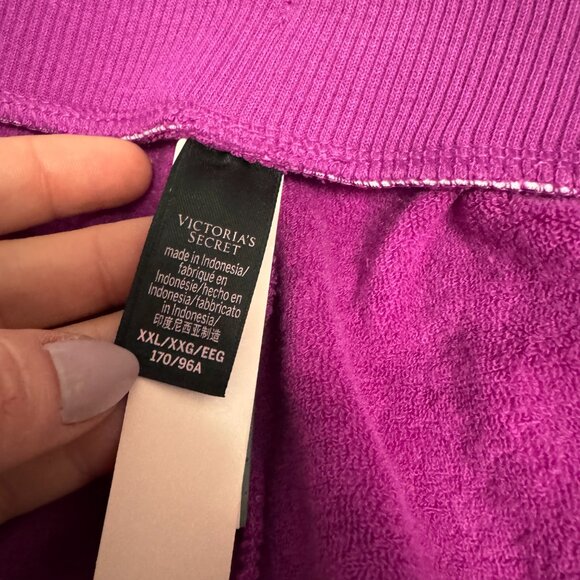 VICTORIA'S
SECRET
made in Indonesia/
fabriqué en
Indonésie/hecho en
Indonesia/fabbricato
in Indonesia/
印度尼西亚制造
XXL/XXG/EEG
170/96A